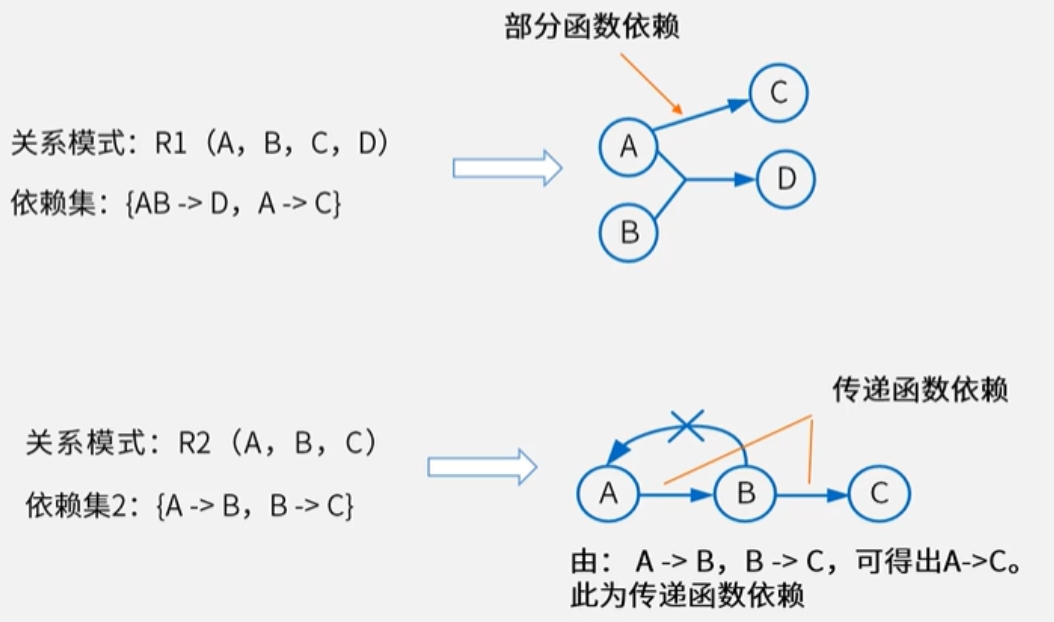 部分函数依赖
C
关系模式：R1（A，B，C，D）
A
D
依赖集：{AB -> D，A -> C}
B
传递函数依赖
关系模式：R2（A，B，C）
A
B
C
依赖集2：{A -> B，B -> C}
由： A -> B，B -> C，可得出A->C。
此为传递函数依赖